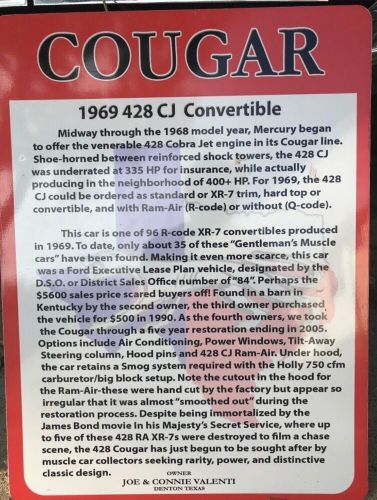 COUGAR
1969 428 CJ Convertible
Midway through the 1968 model year, Mercury began
to offer the venerable 428 Cobra Jet engine in its Cougar line.
Shoe-horned between reinforced shock towers, the 428 CJ
was underrated at 335 HP for insurance, while actually
producing in the neighborhood of 400+ HP. For 1969, the 428
CJ could be ordered as standard or XR-7 trim, hard top or
convertible, and with Ram-Air (R-code) or without (Q-code).
This car is one of 96 R-code XR-7 convertibles produced
in 1969. To date, only about 35 of these "Gentleman's Muscle
cars" have been found. Making it even more scarce, this car
was a Ford Executive Lease Plan vehicle, designated by the
D.S.O. or District Sales Office number of "84". Perhaps the
$5600 sales price scared buyers off! Found in a barn in
Kentucky by the second owner, the third owner purchased
the vehicle for $500 in 1990. As the fourth owners, we took
the Cougar through a five year restoration ending in 2005.
Options include Air Conditioning, Power Windows, Tilt-Away
Steering column, Hood pins and 428 CJ Ram-Air. Under hood,
the car retains a Smog system required with the Holly 750 cfm
carburetor/big block setup. Note the cutout in the hood for
the Ram-Air—these were hand cut by the factory but appear so
irregular that it was almost "smoothed out" during the
restoration process. Despite being immortalized by the
James Bond movie In his Majesty's Secret Service, where up
to five of these 428 RA XR-7s were destroyed to film a chase
scene, the 428 Cougar has just begun to be sought after by
muscle car collectors seeking rarity, power, and distinctive
classic design.
OWNER
JOE & CONNIE VALENTI
DENTON TEXAS